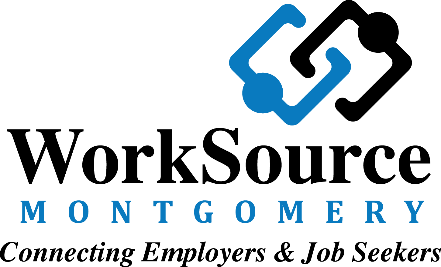 WorkSource
MONTGOMERY
Connecting Employers & Job Seekers